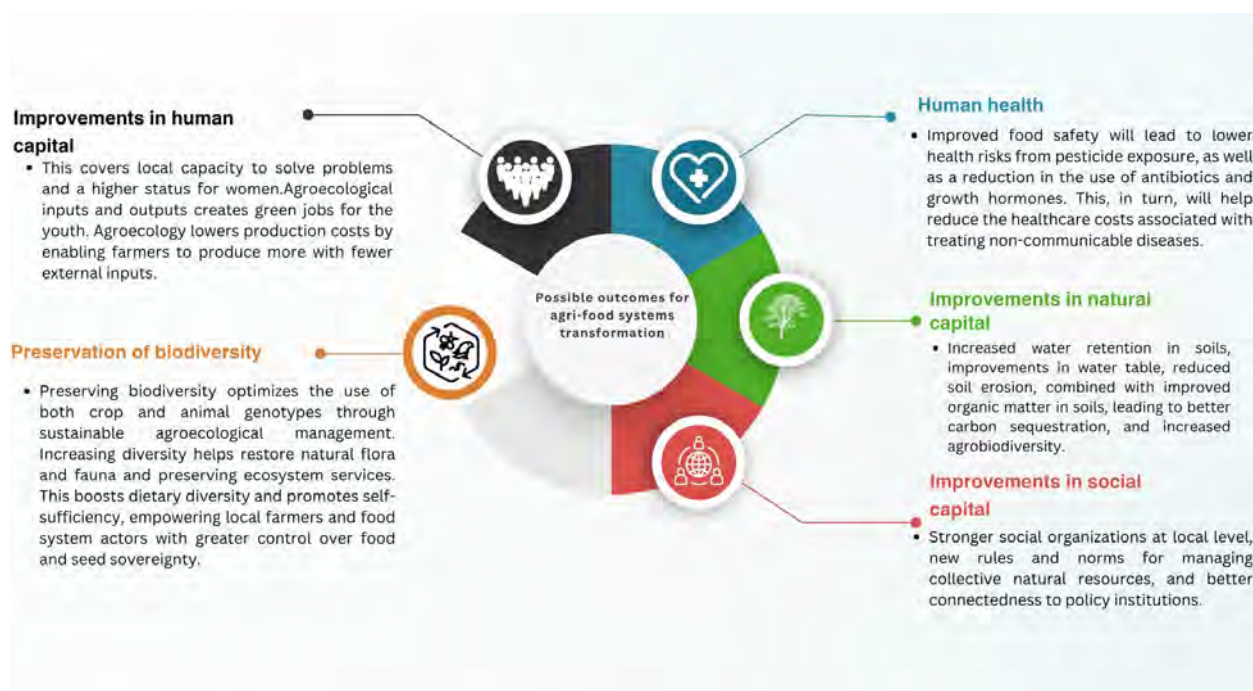 Improvements in human
capital
• This covers local capacity to solve problems
and a higher status for women.Agroecological
inputs and outputs creates green jobs for the
youth. Agroecology lowers production costs by
enabling farmers to produce more with fewer
external inputs.
Preservation of biodiversity
• Preserving biodiversity optimizes the use of
both crop and animal genotypes through
sustainable agroecological management.
Increasing diversity helps restore natural flora
and fauna and preserving ecosystem services.
This boosts dietary diversity and promotes self-
sufficiency, empowering local farmers and food
system actors with greater control over food
and seed sovereignty.
Possible outcomes for
agri-food systems
transformation
Human health
• Improved food safety will lead to lower
health risks from pesticide exposure, as well
as a reduction in the use of antibiotics and
growth hormones. This, in turn, will help
reduce the healthcare costs associated with
treating non-communicable diseases.
Improvements in natural
capital
• Increased water retention in soils,
improvements in water table, reduced
soil erosion, combined with improved
organic matter in soils, leading to better
carbon sequestration, and increased
agrobiodiversity.
Improvements in social
capital
• Stronger social organizations at local level,
new rules and norms for managing
collective natural resources, and better
connectedness to policy institutions.